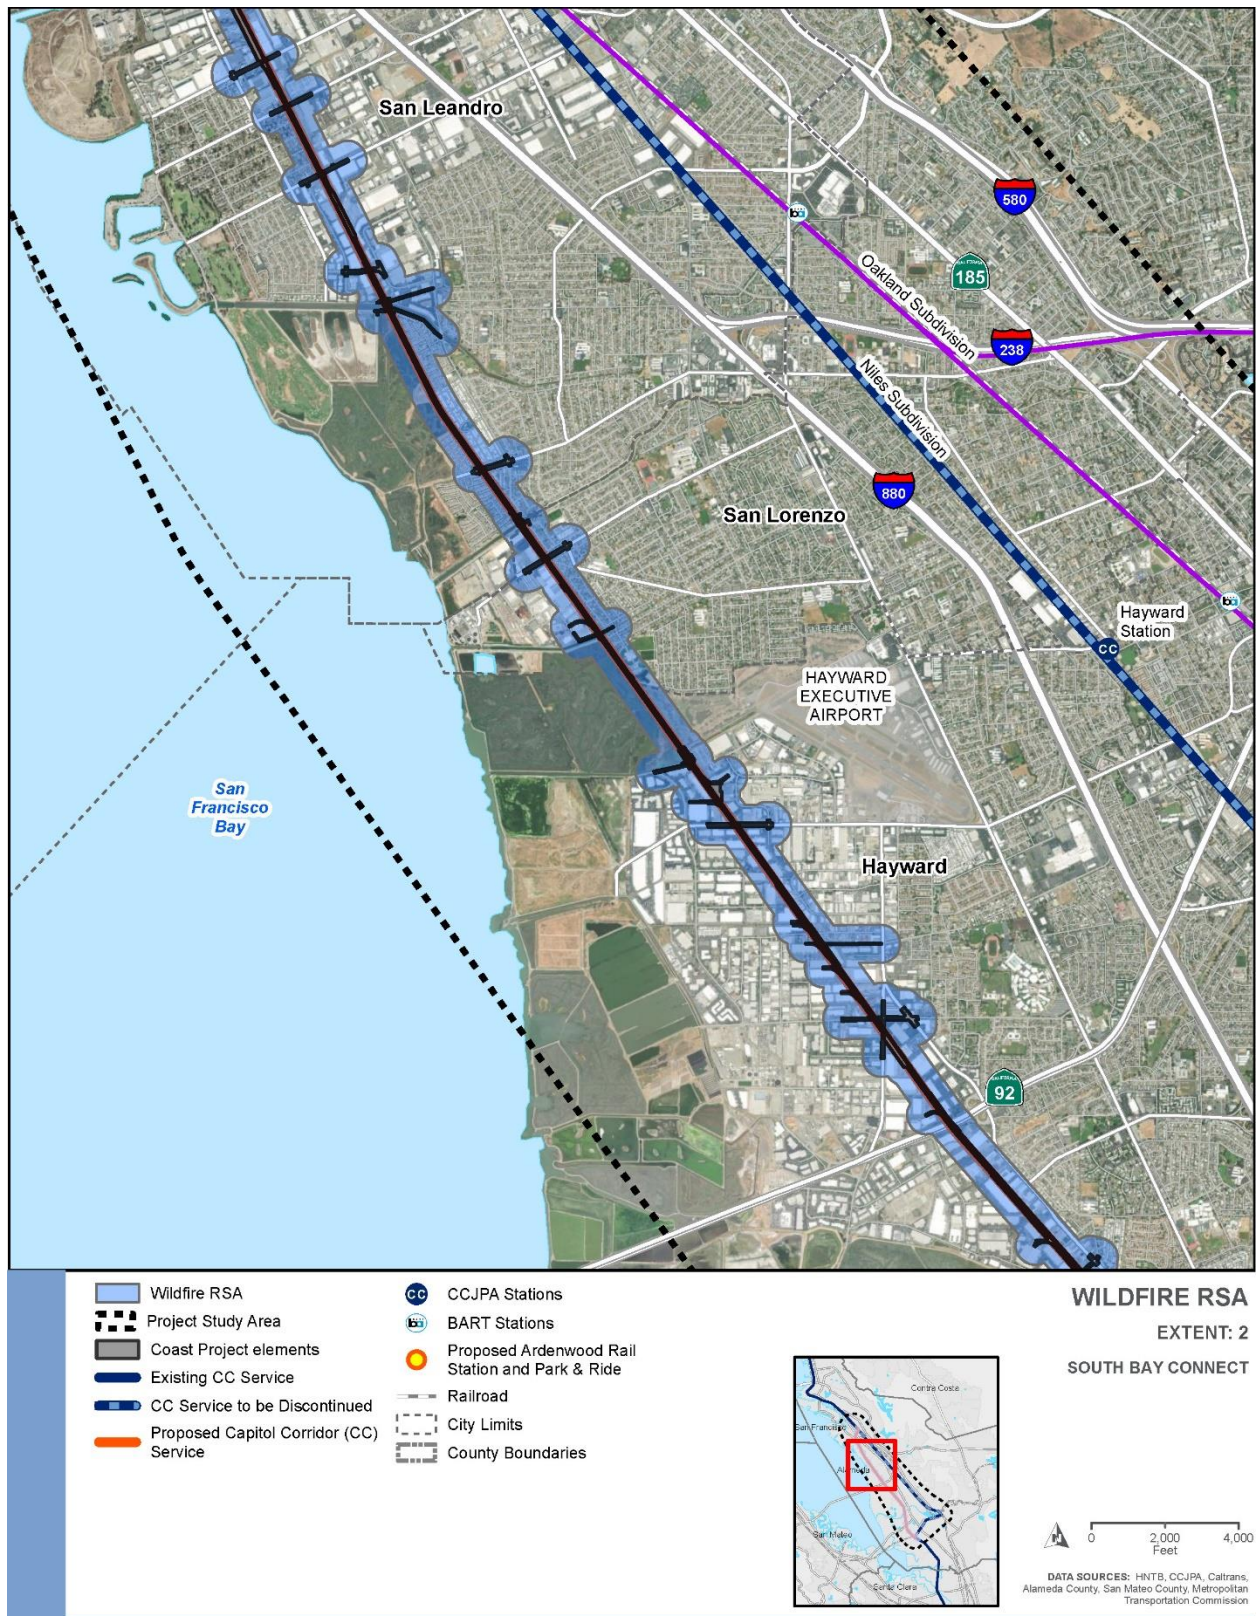 San Leandro
580
185
Oakland Subdivision
238
Niles Subdivision
880
San Lorenzo
Hayward
Station
CC
HAYWARD
EXECUTIVE
AIRPORT
San
Francisco
Bay
Hayward
92
Wildfire RSA
Project Study Area
Coast Project elements
Existing CC Service
CC Service to be Discontinued
Proposed Capitol Corridor (CC)
Service
CC CCJPA Stations
ba BART Stations
Proposed Ardenwood Rail
Station and Park & Ride
Railroad
City Limits
County Boundaries
Contra Costa
San Francisco
Alameda
San Mateo
Santa Clara
WILDFIRE RSA
EXTENT: 2
SOUTH BAY CONNECT
N
0 2,000 4,000
Feet
DATA SOURCES: HNTB, CCJPA, Caltrans,
Alameda County, San Mateo County, Metropolitan
Transportation Commission